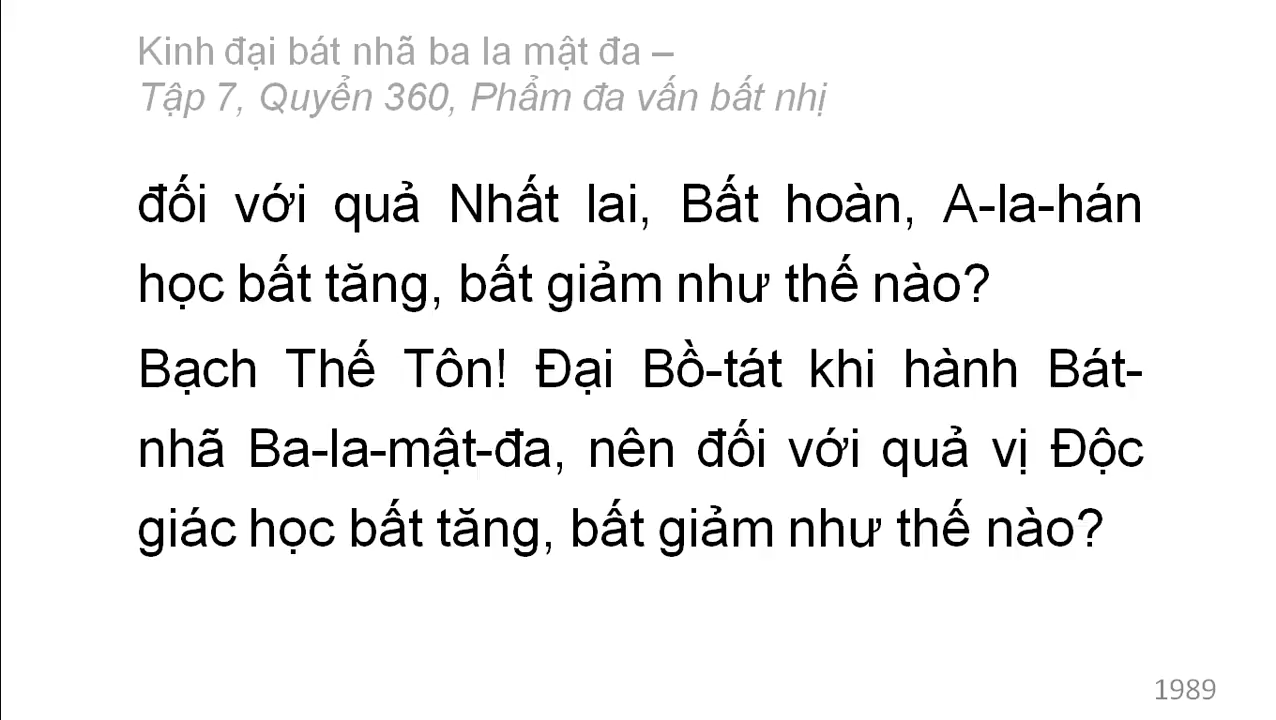 Kinh đại bát nhã ba la mật đa –
Tập 7, Quyển 360, Phẩm đa vấn bất nhị
đối với quả Nhất lai, Bất hoàn, A-la-hán
học bất tăng, bất giảm như thế nào?
Bạch Thế Tôn! Đại Bồ-tát khi hành Bát-
nhã Ba-la-mật-đa, nên đối với quả vị Độc
giác học bất tăng, bất giảm như thế nào?
1989